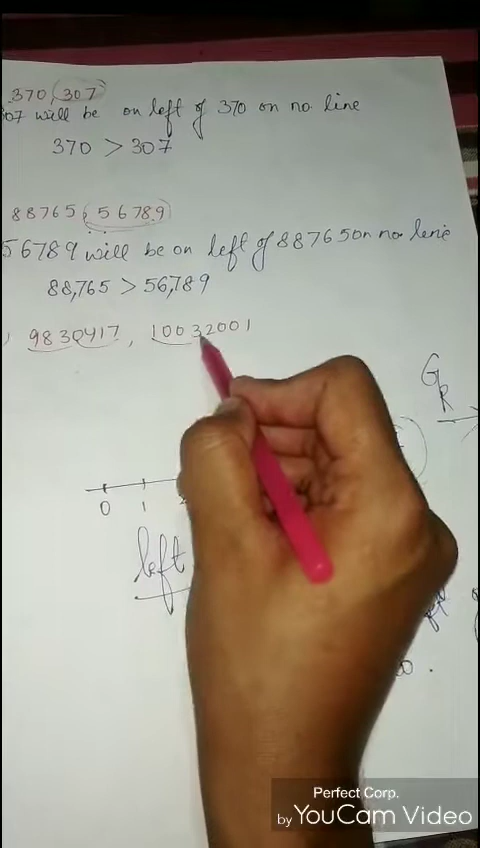 370, 307
307 will be on left of 370 on no line
370 > 307
88765, 56789
56789 will be on left of 88765 on no line
88,765 > 56,789
) 9830417, 10032001
G
R
0 1
left
Perfect Corp.
by YouCam Video